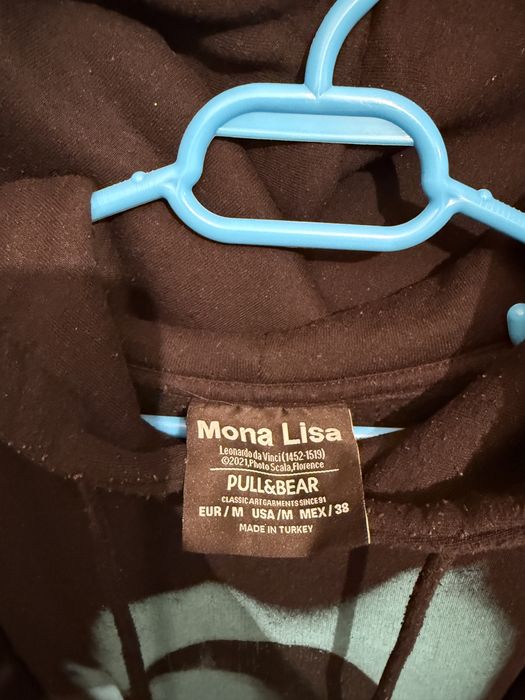 Mona Lisa
Leonardo da Vinci (1452-1519)
©2021, Photo Scala, Florence
PULL&BEAR
CLASSIC ART GARMENTS SINCE 91
EUR / M USA/M MEX/ 38
MADE IN TURKEY